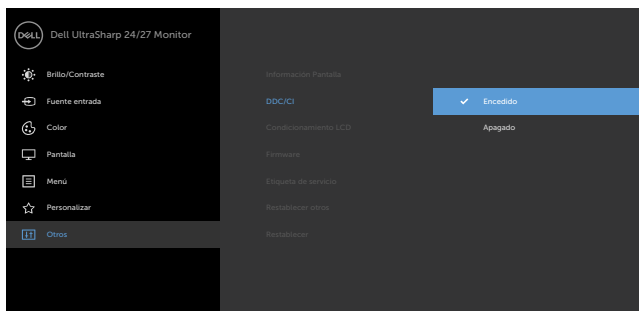 DELL
Dell UltraSharp 24/27 Monitor
Brillo/Contraste
Fuente entrada
Color
Pantalla
Menú
Personalizar
Otros
Información Pantalla
DDC/CI
Condicionamiento LCD
Firmware
Etiqueta de servicio
Restablecer otros
Restablecer
Encedido
Apagado